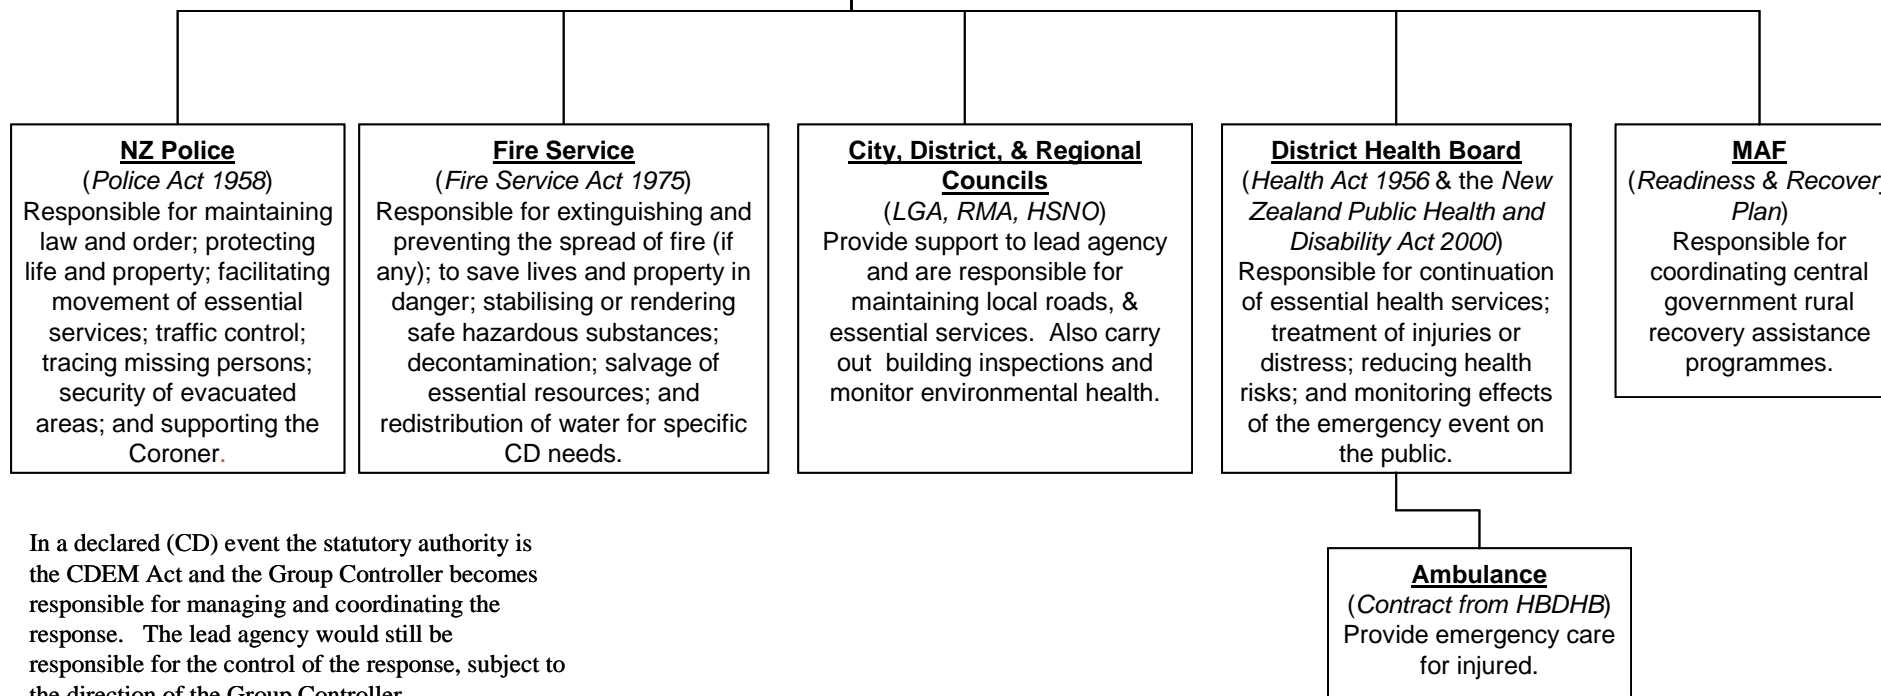 NZ Police
(Police Act 1958)
Responsible for maintaining
law and order; protecting
life and property; facilitating
movement of essential
services; traffic control;
tracing missing persons;
security of evacuated
areas; and supporting the
Coroner.
Fire Service
(Fire Service Act 1975)
Responsible for extinguishing and
preventing the spread of fire (if
any); to save lives and property in
danger; stabilising or rendering
safe hazardous substances;
decontamination; salvage of
essential resources; and
redistribution of water for specific
CD needs.
City, District, & Regional
Councils
(LGA, RMA, HSNO)
Provide support to lead agency
and are responsible for
maintaining local roads, &
essential services.  Also carry
out  building inspections and
monitor environmental health.
District Health Board
(Health Act 1956 & the New
Zealand Public Health and
Disability Act 2000)
Responsible for continuation
of essential health services;
treatment of injuries or
distress; reducing health
risks; and monitoring effects
of the emergency event on
the public.
MAF
(Readiness & Recovery
Plan)
Responsible for
coordinating central
government rural
recovery assistance
programmes.
Ambulance
(Contract from HBDHB)
Provide emergency care
for injured.
In a declared (CD) event the statutory authority is
the CDEM Act and the Group Controller becomes
responsible for managing and coordinating the
response.   The lead agency would still be
responsible for the control of the response, subject to
the direction of the Group Controller